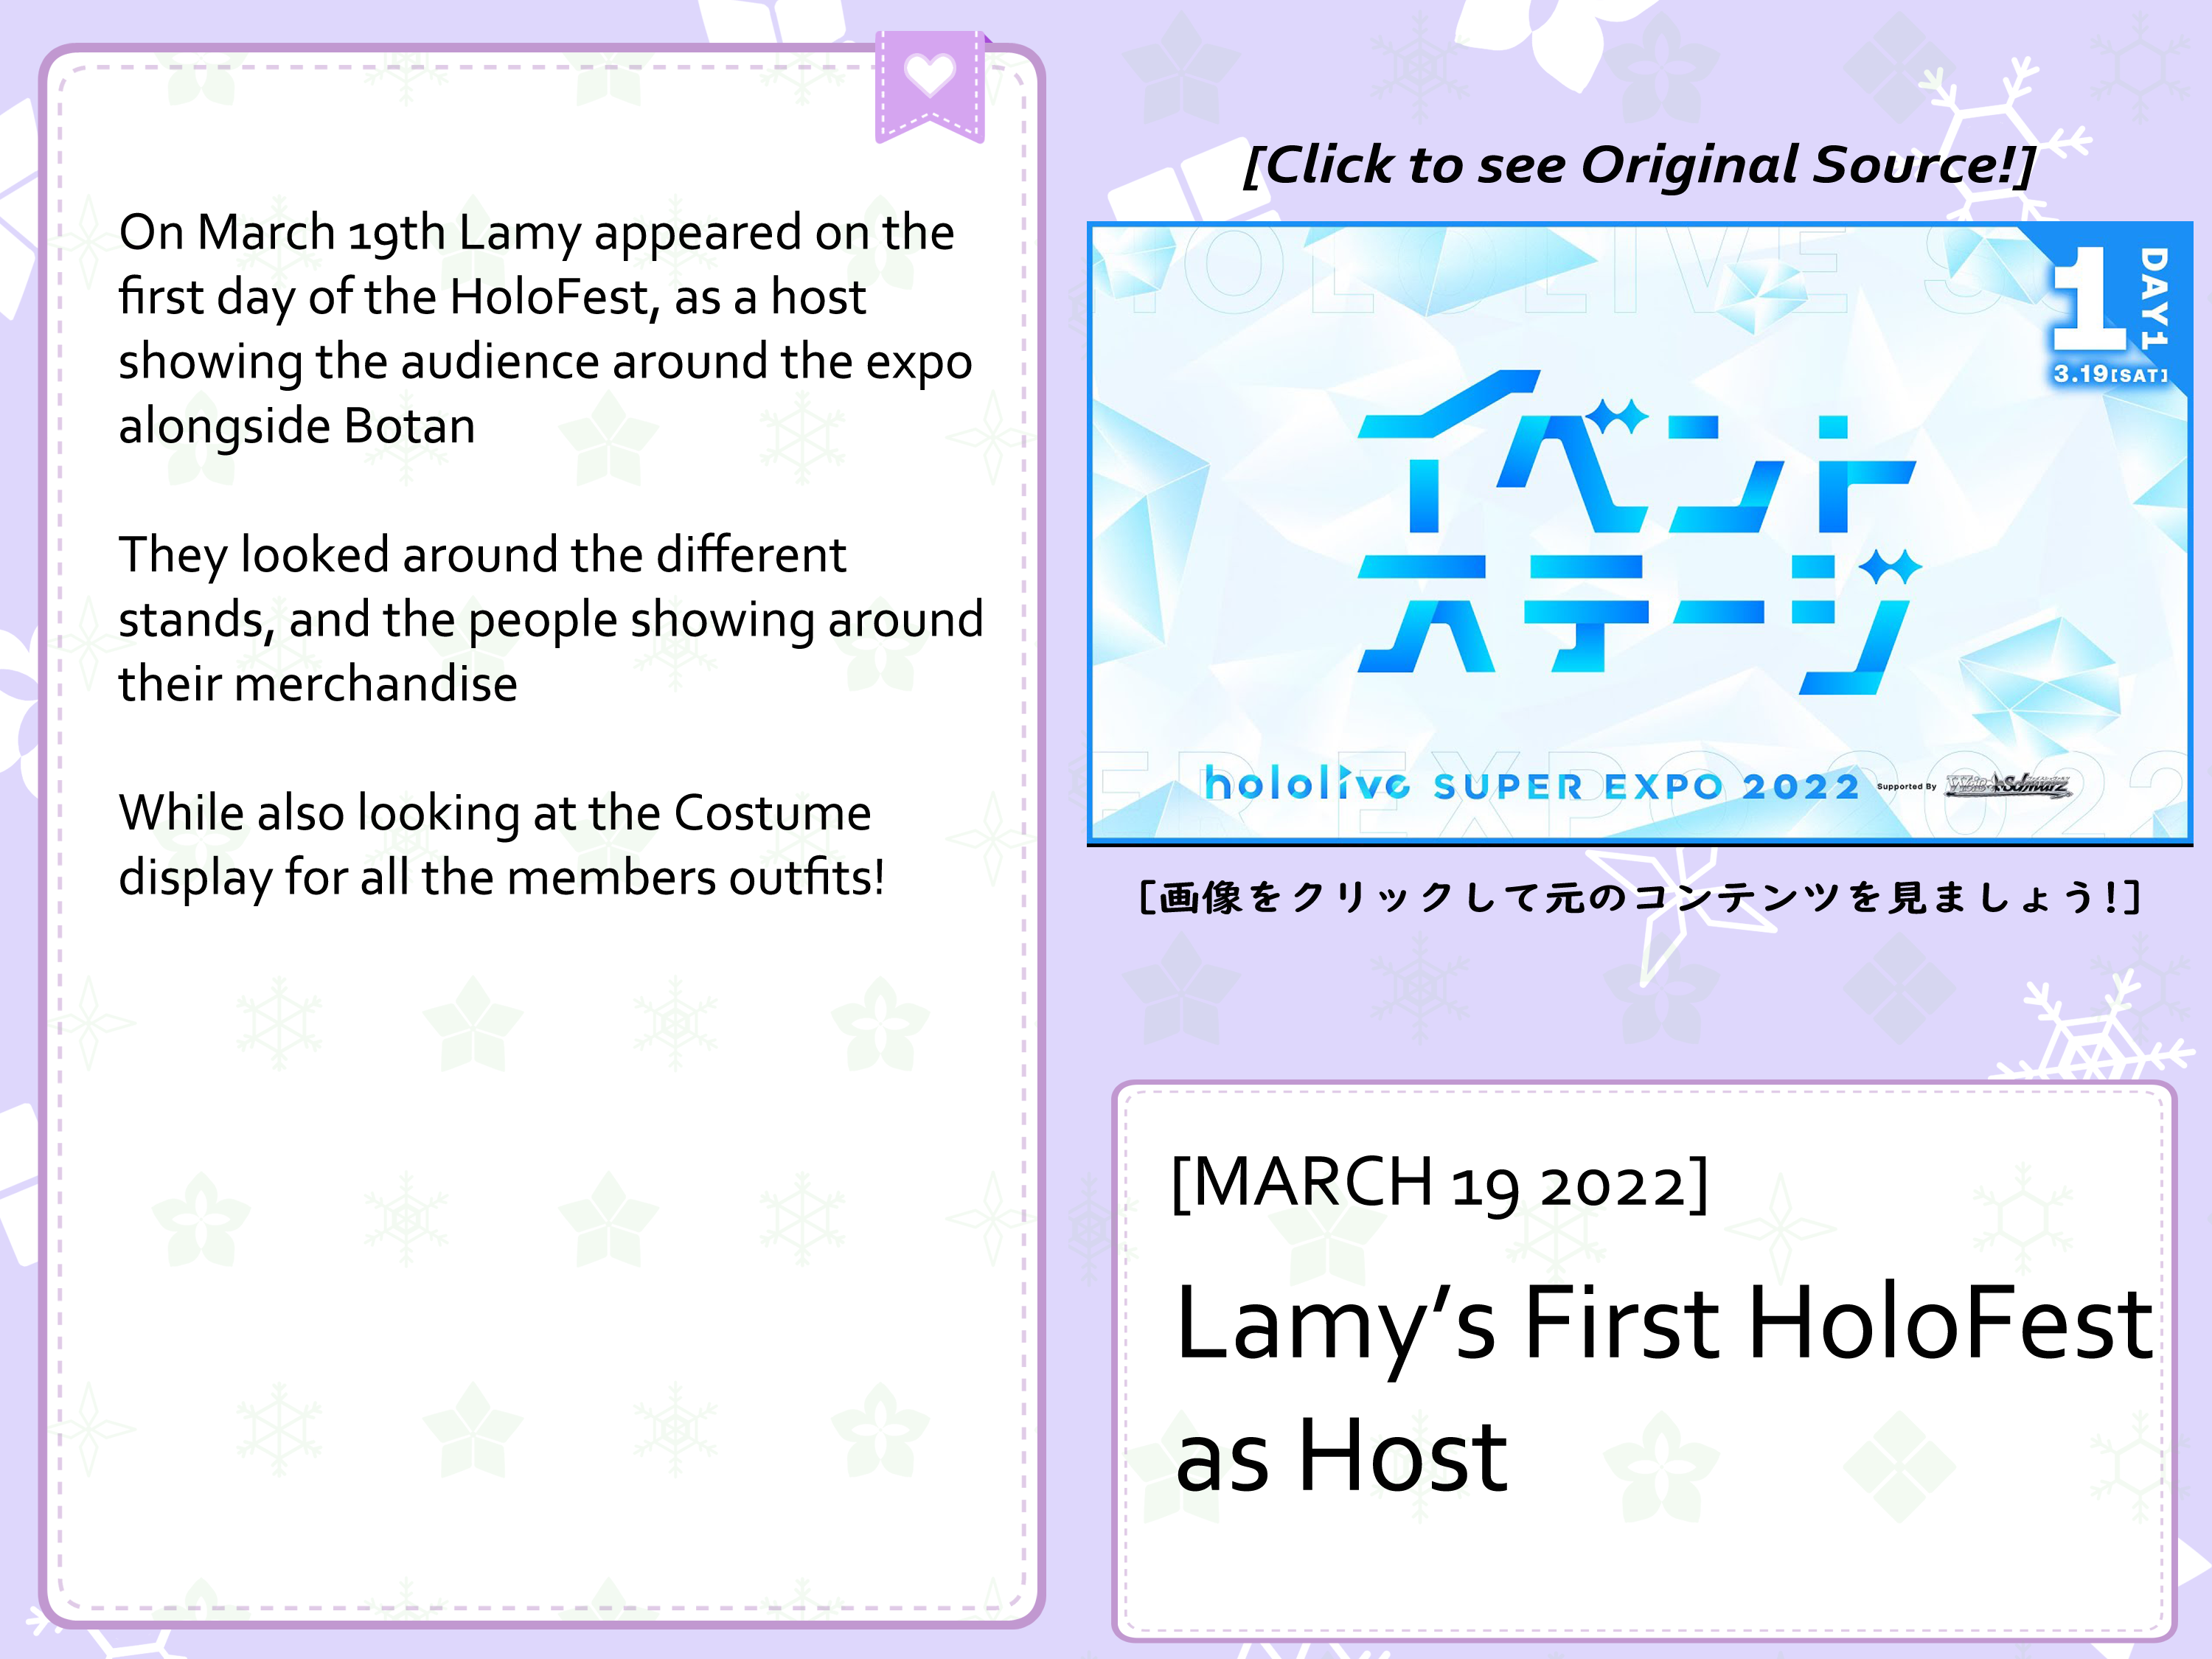 On March 19th Lamy appeared on the
first day of the HoloFest, as a host
showing the audience around the expo
alongside Botan
They looked around the different
stands, and the people showing around
their merchandise
While also looking at the Costume
display for all the members outfits!
[Click to see Original Source!]
HOLOLIVE S
1
DAY1
3.19[SAT]
イベント
ステージ
hololive SUPER EXPO 2022 Supported By Weiß Schwarz
ER EXPO 2022
[画像をクリックして元のコンテンツを見ましょう!]
[MARCH 19 2022]
Lamy’s First HoloFest
as Host